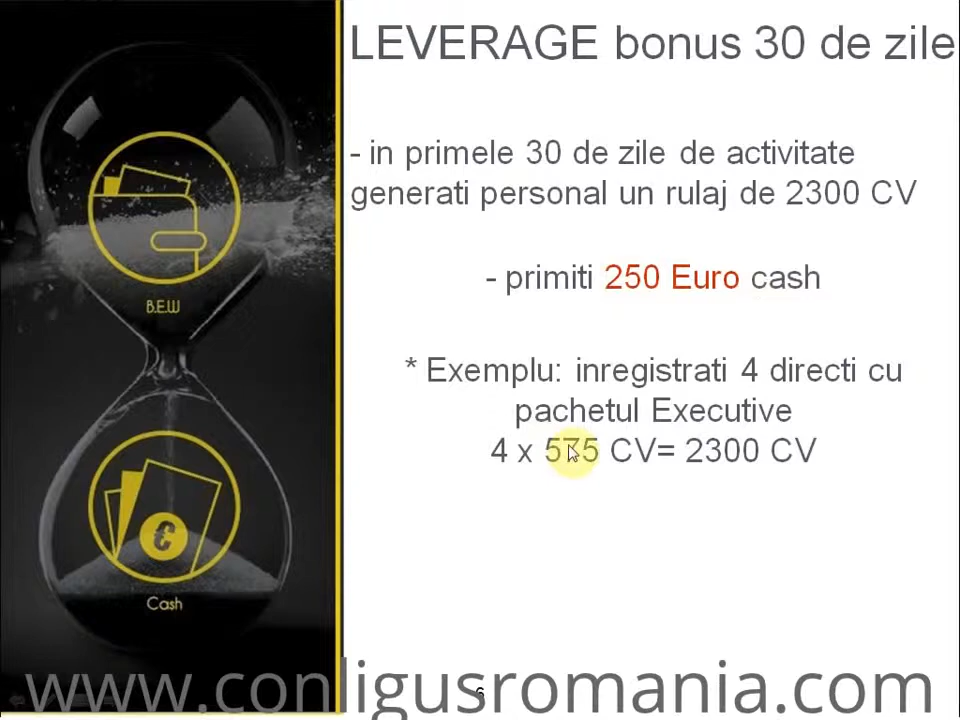 LEVERAGE bonus 30 de zile
- in primele 30 de zile de activitate
generati personal un rulaj de 2300 CV
- primiti 250 Euro cash
* Exemplu: inregistrati 4 directi cu
pachetul Executive
4 x 575 CV= 2300 CV
B.E.W
€
Cash
6
www.conligusromania.com